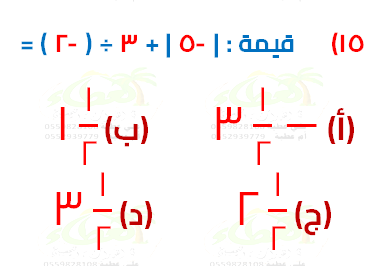 ١٥) قيمة : | -٥ | + ٣ ÷ ( -٢ ) =
(أ) — ٣ ١/٢ (ب) ١ ١/٢
(ج) ٢ ١/٢ (د) ٣ ١/٢